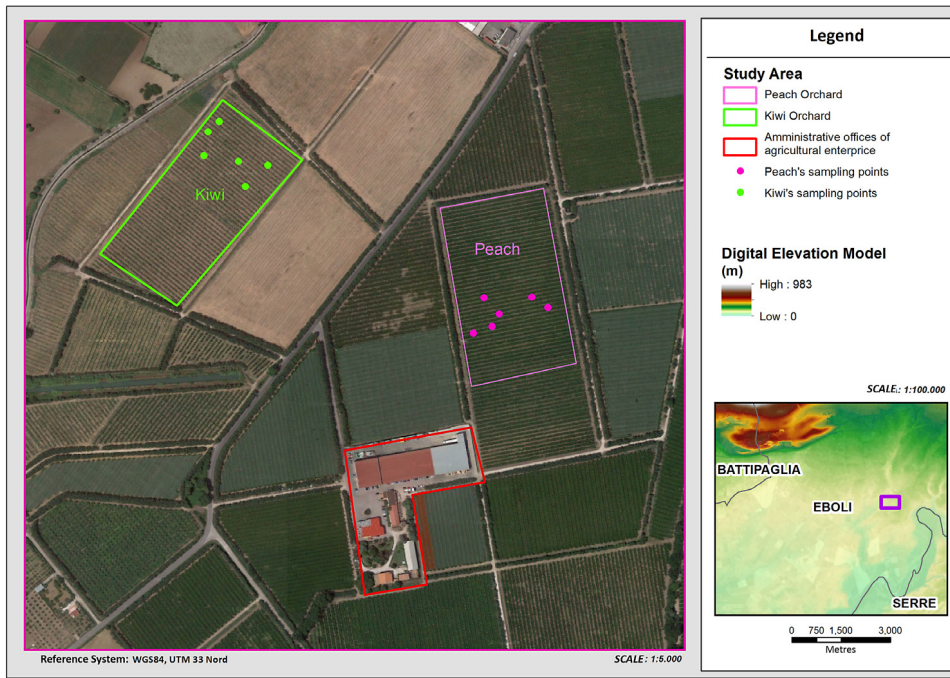 Kiwi
Peach
Reference System: WGS84, UTM 33 Nord
SCALE : 1:5.000
Legend
Study Area
Peach Orchard
Kiwi Orchard
Amministrative offices of
agricultural enterprice
Peach's sampling points
Kiwi's sampling points
Digital Elevation Model
(m)
High : 983
Low : 0
SCALE: 1:100.000
BATTIPAGLIA
EBOLI
SERRE
0 750 1,500 3,000
Metres